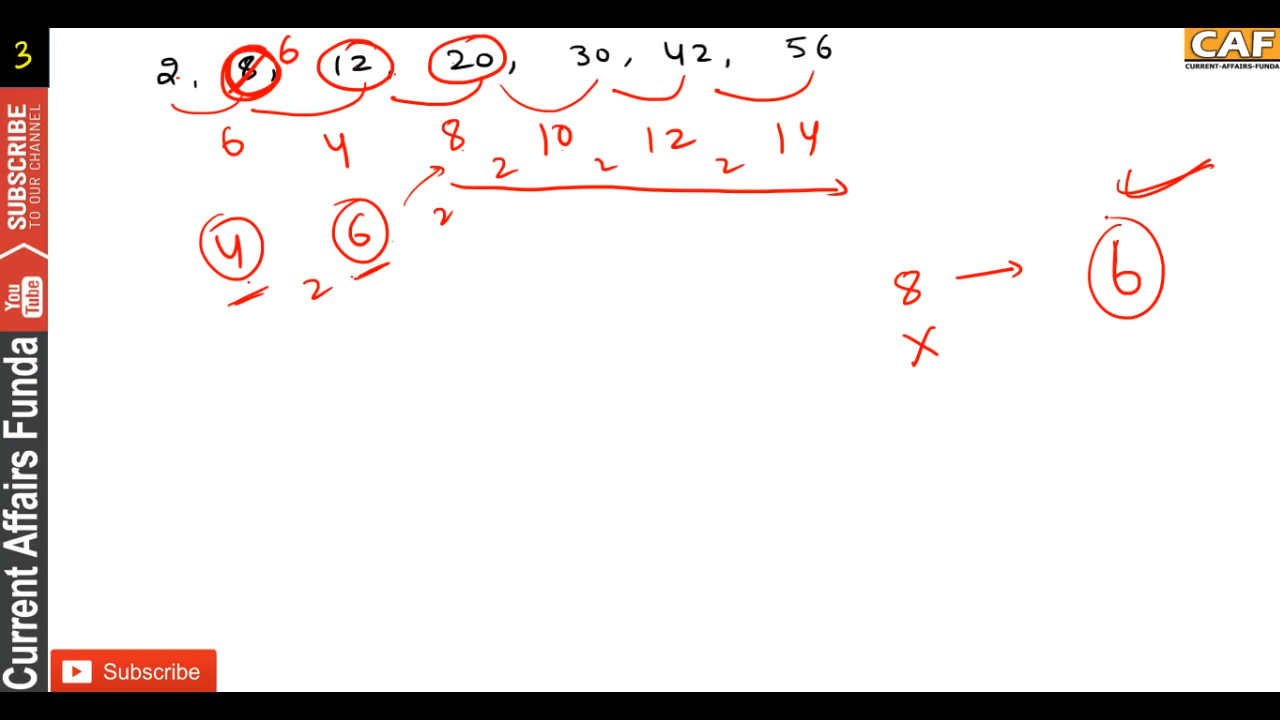 3
CAF
CURRENT-AFFAIRS-FUNDA
SUBSCRIBE
TO OUR CHANNEL
You Tube
Current Affairs Funda
2, 8, 6 12, 20, 30, 42, 56
6 4 8 10 12 14
2 2 2
2
4 6
2
8 → 6
X
Subscribe